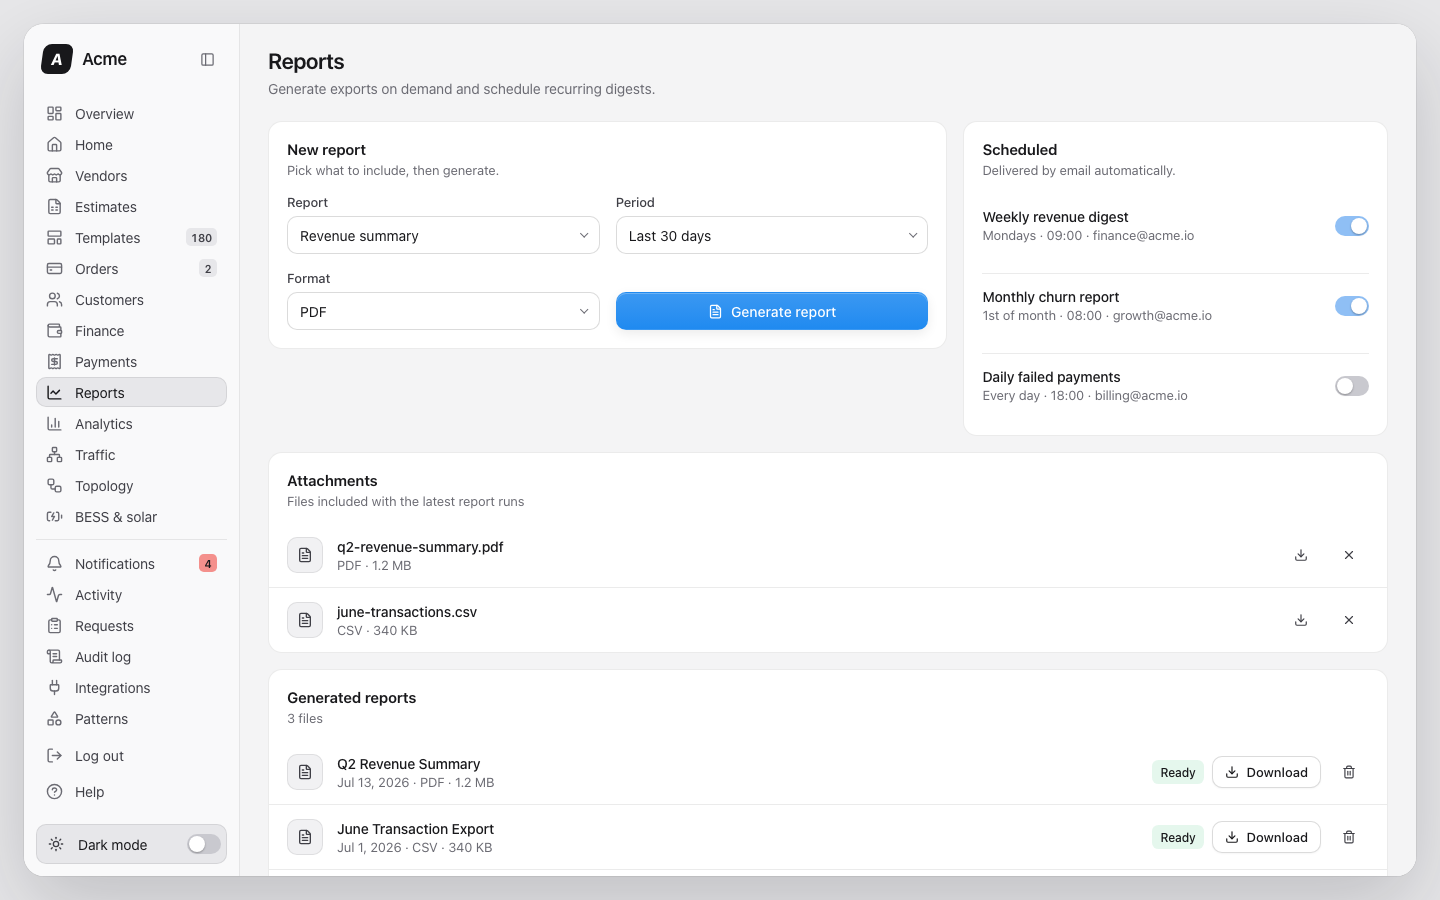 A Acme
Overview
Home
Vendors
Estimates
Templates 180
Orders 2
Customers
Finance
Payments
Reports
Analytics
Traffic
Topology
BESS & solar
Notifications 4
Activity
Requests
Audit log
Integrations
Patterns
Log out
Help
Dark mode
Reports
Generate exports on demand and schedule recurring digests.
New report
Pick what to include, then generate.
Report
Revenue summary
Period
Last 30 days
Format
PDF
Generate report
Scheduled
Delivered by email automatically.
Weekly revenue digest
Mondays · 09:00 · finance@acme.io
Monthly churn report
1st of month · 08:00 · growth@acme.io
Daily failed payments
Every day · 18:00 · billing@acme.io
Attachments
Files included with the latest report runs
q2-revenue-summary.pdf
PDF · 1.2 MB
june-transactions.csv
CSV · 340 KB
Generated reports
3 files
Q2 Revenue Summary
Jul 13, 2026 · PDF · 1.2 MB
Ready Download
June Transaction Export
Jul 1, 2026 · CSV · 340 KB
Ready Download